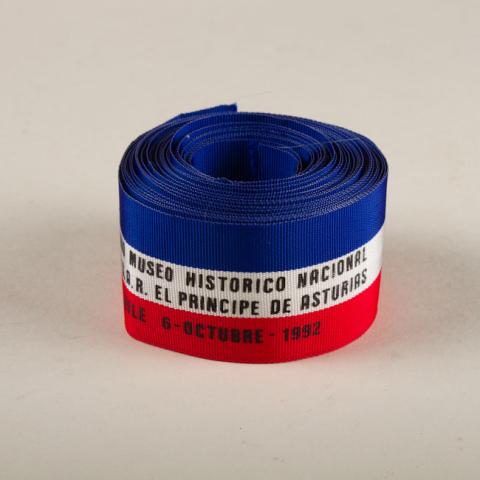 MUSEO HISTORICO NACIONAL
A.R. EL PRINCIPE DE ASTURIAS
6-OCTUBRE-1992